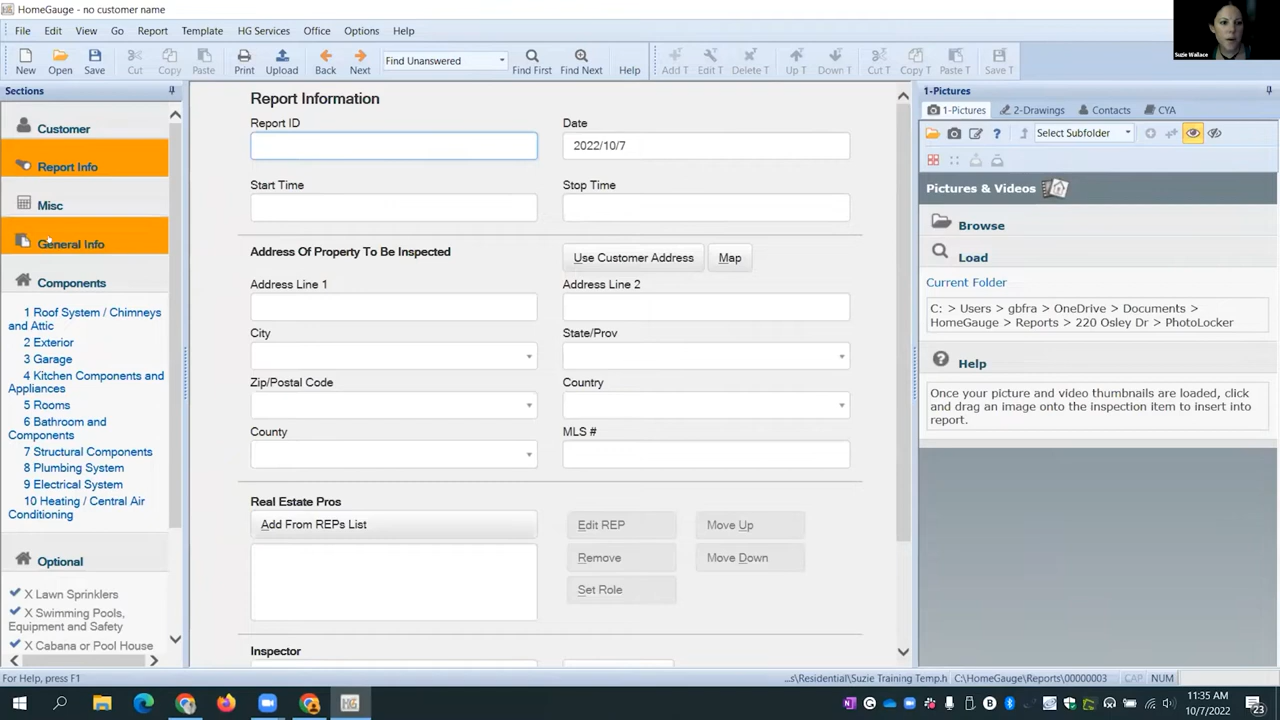 HomeGauge - no customer name
File Edit View Go Report Template HG Services Office Options Help
New Open Save Cut Copy Paste Print Upload Back Next Find Unanswered Find First Find Next Help Add T Edit T Delete T Up T Down T Cut T Copy T Paste T Save T
Suzie Wallace
Sections
Customer
Report Info
Misc
General Info
Components
1 Roof System / Chimneys
and Attic
2 Exterior
3 Garage
4 Kitchen Components and
Appliances
5 Rooms
6 Bathroom and
Components
7 Structural Components
8 Plumbing System
9 Electrical System
10 Heating / Central Air
Conditioning
Optional
X Lawn Sprinklers
X Swimming Pools,
Equipment and Safety
X Cabana or Pool House
Report Information
Report ID Date
2022/10/7
Start Time Stop Time
Address Of Property To Be Inspected Use Customer Address Map
Address Line 1 Address Line 2
City State/Prov
Zip/Postal Code Country
County MLS #
Real Estate Pros
Add From REPs List Edit REP Move Up
Remove Move Down
Set Role
Inspector
1-Pictures
1-Pictures 2-Drawings Contacts CYA
Select Subfolder
Pictures & Videos
Browse
Load
Current Folder
C: > Users > gbfra > OneDrive > Documents >
HomeGauge > Reports > 220 Osley Dr > PhotoLocker
Help
Once your picture and video thumbnails are loaded, click
and drag an image onto the inspection item to insert into
report.
For Help, press F1 ...s\Residential\Suzie Training Temp.h C:\HomeGauge\Reports\00000003 CAP NUM
11:35 AM
10/7/2022
23